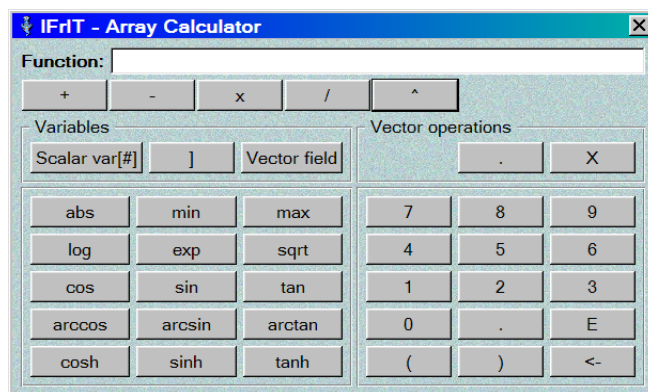 IFrIT - Array Calculator
Function:
+ - x / ^
Variables Vector operations
Scalar var[#] ] Vector field . X
abs min max 7 8 9
log exp sqrt 4 5 6
cos sin tan 1 2 3
arccos arcsin arctan 0 . E
cosh sinh tanh ( ) <-